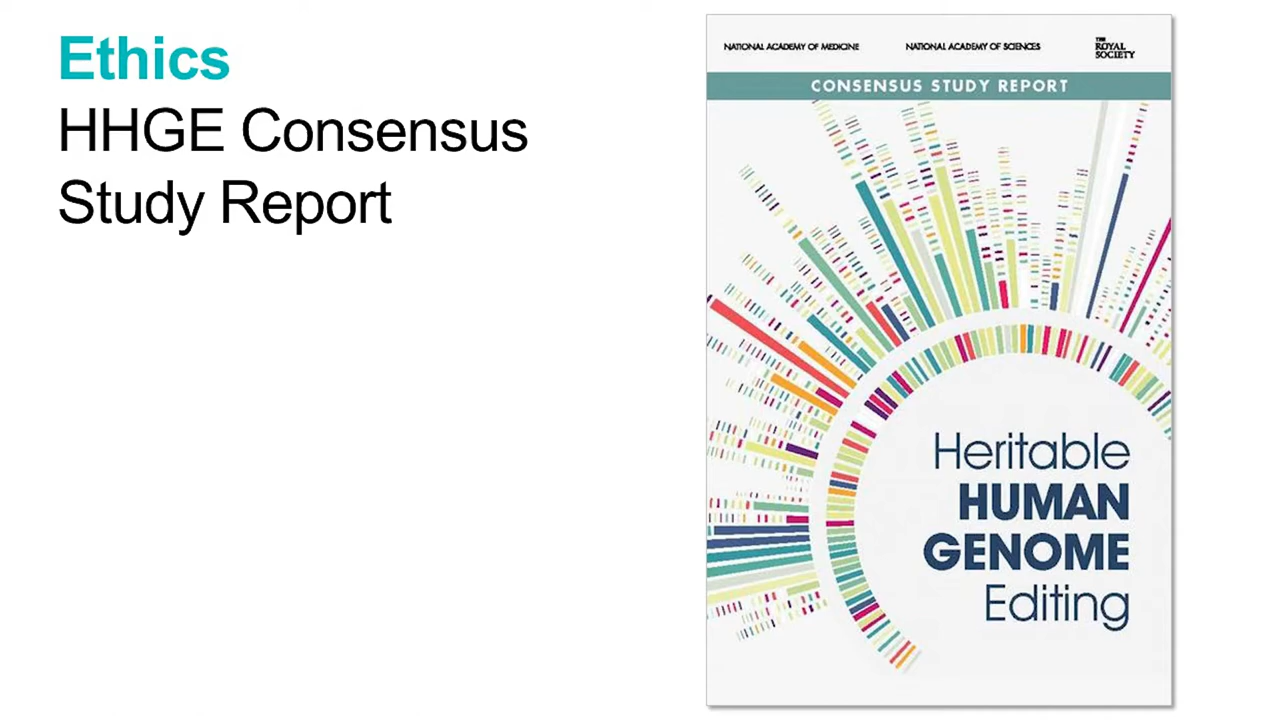 Ethics
HHGE Consensus
Study Report
NATIONAL ACADEMY OF MEDICINE
NATIONAL ACADEMY OF SCIENCES
THE
ROYAL
SOCIETY
CONSENSUS STUDY REPORT
Heritable
HUMAN
GENOME
Editing